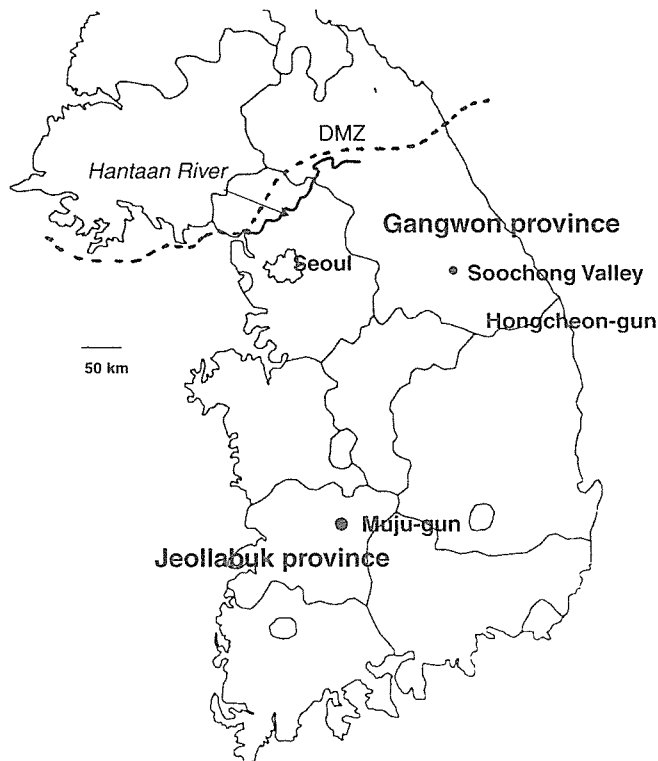 DMZ
Hantaan River
Gangwon province
Seoul
Soochong Valley
Hongcheon-gun
50 km
Muju-gun
Jeollabuk province